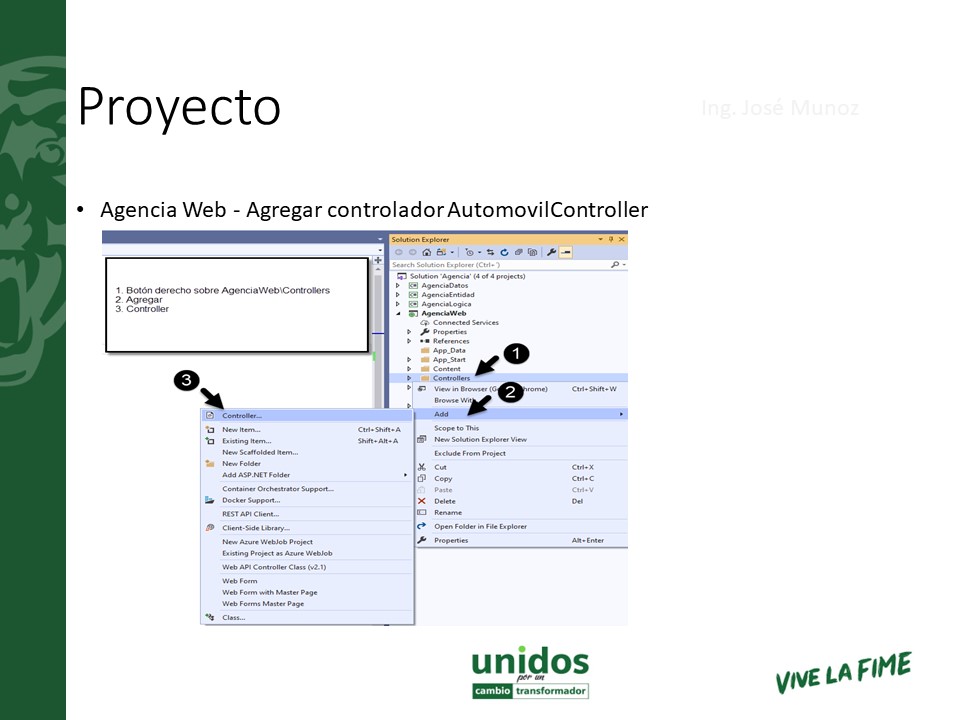 Proyecto
Ing. José Munoz
• Agencia Web - Agregar controlador AutomovilController
Solution Explorer
Search Solution Explorer (Ctrl+')
Solution 'Agencia' (4 of 4 projects)
AgenciaDatos
AgenciaEntidad
AgenciaLogica
AgenciaWeb
Connected Services
Properties
References
App_Data
App_Start
Content
Controllers
1. Botón derecho sobre AgenciaWeb\Controllers
2. Agregar
3. Controller
1
2
3
View in Browser (G hrome) Ctrl+Shift+W
Browse With
Add
Scope to This
New Solution Explorer View
Exclude From Project
Cut Ctrl+X
Copy Ctrl+C
Paste Ctrl+V
Delete Del
Rename
Open Folder in File Explorer
Properties Alt+Enter
Controller...
New Item... Ctrl+Shift+A
Existing Item... Shift+Alt+A
New Scaffolded Item...
New Folder
Add ASP.NET Folder
Container Orchestrator Support...
Docker Support...
REST API Client...
Client-Side Library...
New Azure WebJob Project
Existing Project as Azure WebJob
Web API Controller Class (v2.1)
Web Form
Web Form with Master Page
Web Forms Master Page
Class...
unidos
por un
cambio transformador
VIVE LA FIME